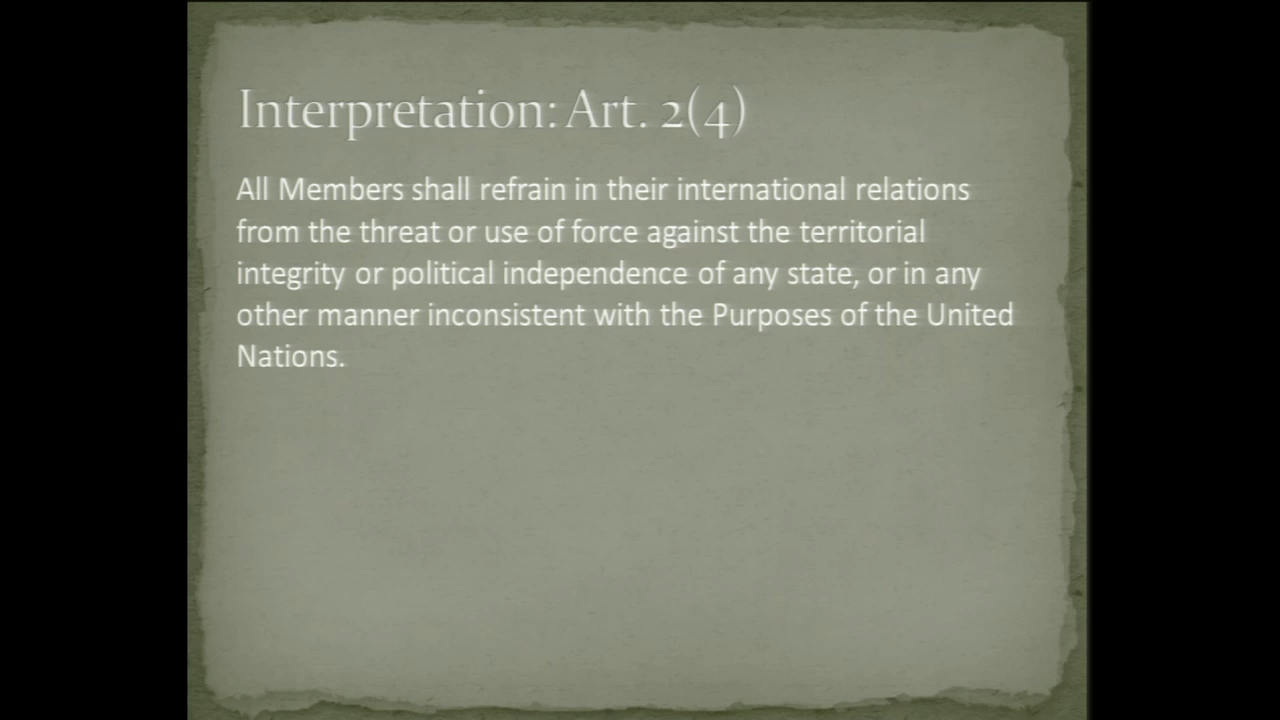 Interpretation: Art. 2(4)
All Members shall refrain in their international relations
from the threat or use of force against the territorial
integrity or political independence of any state, or in any
other manner inconsistent with the Purposes of the United
Nations.